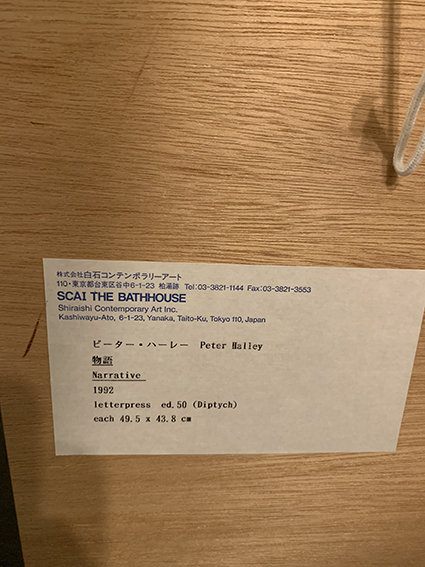 株式会社白石コンテンポラリーアート
110・東京都台東区谷中6-1-23 柏湯跡 Tel:03-3821-1144 Fax:03-3821-3553
SCAI THE BATHHOUSE
Shiraishi Contemporary Art Inc.
Kashiwayu-Ato, 6-1-23, Yanaka, Taito-Ku, Tokyo 110, Japan
ピーター・ハーレー Peter Halley
物語
Narrative
1992
letterpress ed.50 (Diptych)
each 49.5 x 43.8 cm